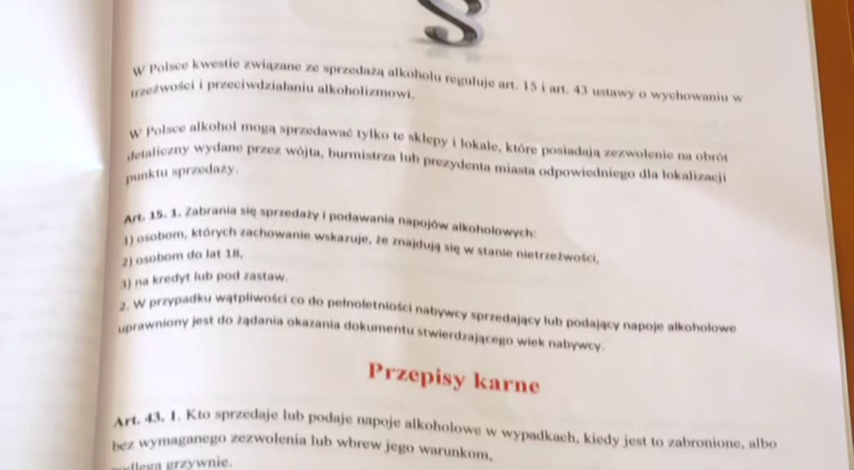 §
W Polsce kwestie związane ze sprzedażą alkoholu reguluje art. 15 i art. 43 ustawy o wychowaniu w
trzeźwości i przeciwdziałaniu alkoholizmowi.
W Polsce alkohol mogą sprzedawać tylko te sklepy i lokale, które posiadają zezwolenie na obrót
detaliczny wydane przez wójta, burmistrza lub prezydenta miasta odpowiedniego dla lokalizacji
punktu sprzedaży.
Art. 15. 1. Zabrania się sprzedaży i podawania napojów alkoholowych:
1) osobom, których zachowanie wskazuje, że znajdują się w stanie nietrzeźwości,
2) osobom do lat 18,
3) na kredyt lub pod zastaw.
2. W przypadku wątpliwości co do pełnoletniości nabywcy sprzedający lub podający napoje alkoholowe
uprawniony jest do żądania okazania dokumentu stwierdzającego wiek nabywcy.
Przepisy karne
Art. 43. 1. Kto sprzedaje lub podaje napoje alkoholowe w wypadkach, kiedy jest to zabronione, albo
bez wymaganego zezwolenia lub wbrew jego warunkom,
podlega grzywnie.